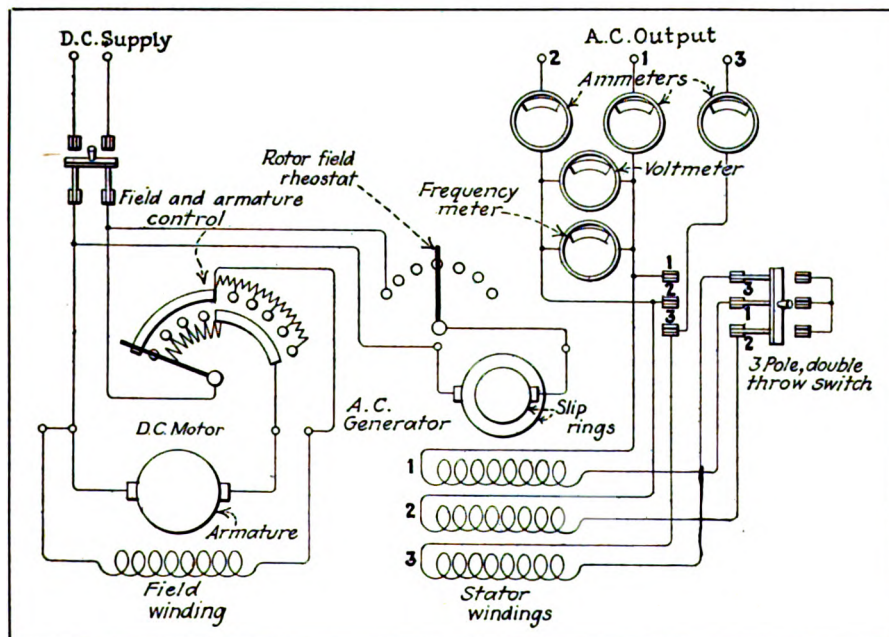 D.C. Supply
A.C. Output
2
1
3
Ammeters
Rotor field
rheostat
Voltmeter
Frequency
meter
Field and armature
control
1
2
3
3
1
2
3 Pole, double
throw switch
A.C.
Generator
Slip
rings
D.C. Motor
Armature
1
2
3
Field
winding
Stator
windings